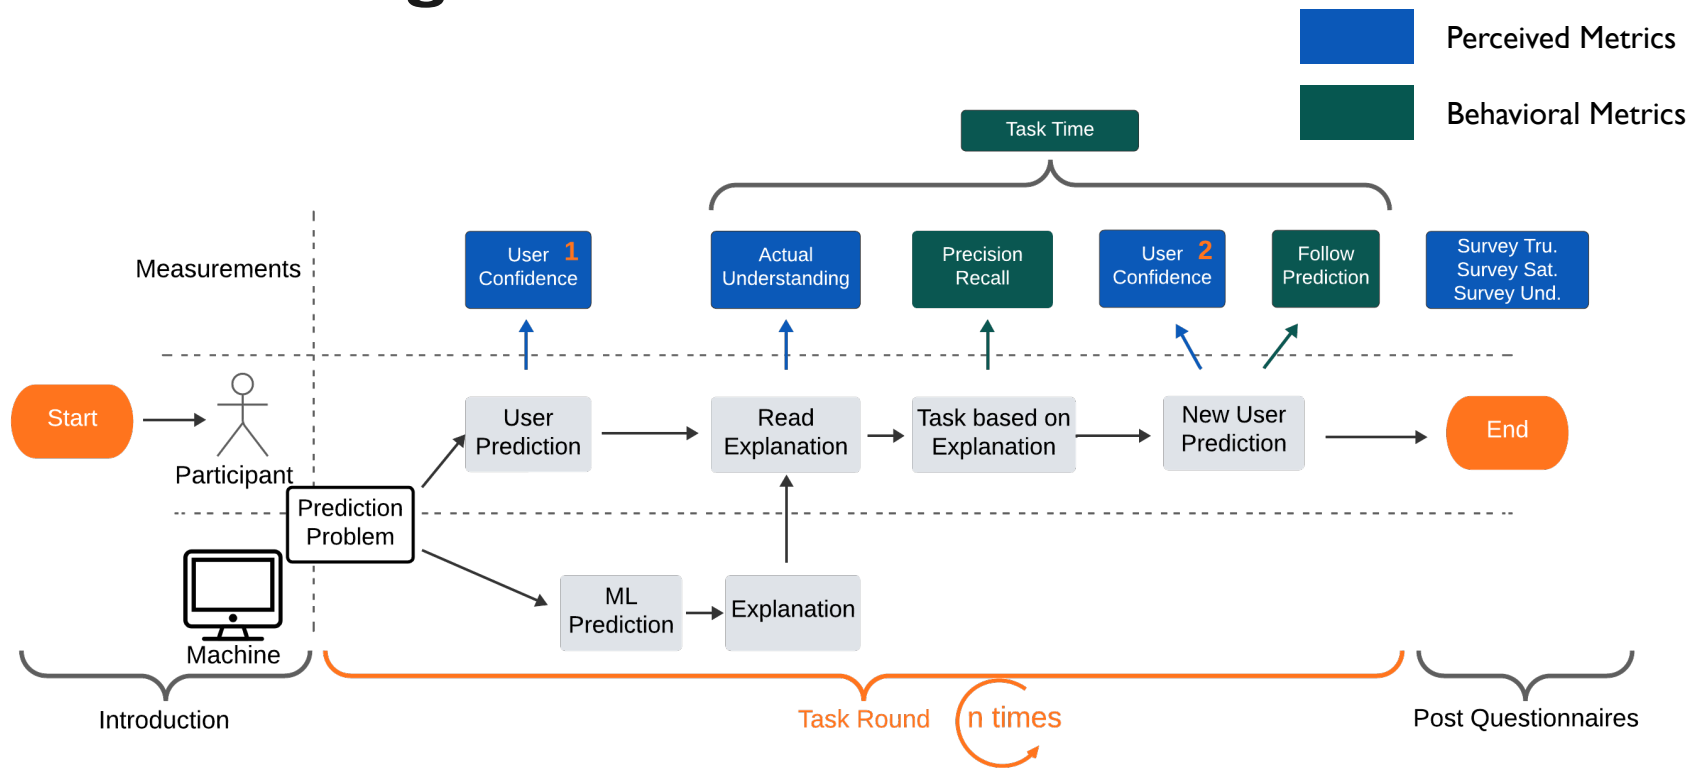 Perceived Metrics
Behavioral Metrics
Task Time
Measurements
User 1
Confidence
Actual
Understanding
Precision
Recall
User 2
Confidence
Follow
Prediction
Survey Tru.
Survey Sat.
Survey Und.
Start
Participant
User
Prediction
Read
Explanation
Task based on
Explanation
New User
Prediction
End
Prediction
Problem
Machine
ML
Prediction
Explanation
Introduction
Task Round
n times
Post Questionnaires